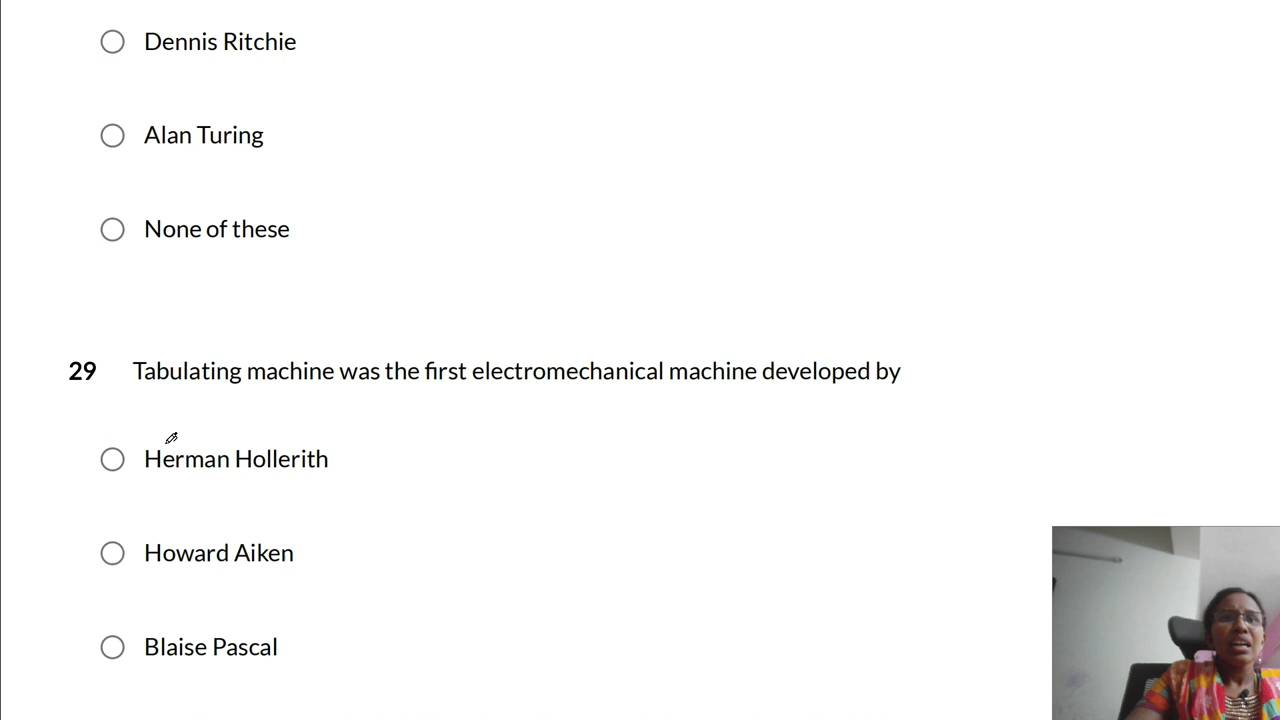 Dennis Ritchie
Alan Turing
None of these
29 Tabulating machine was the first electromechanical machine developed by
Herman Hollerith
Howard Aiken
Blaise Pascal